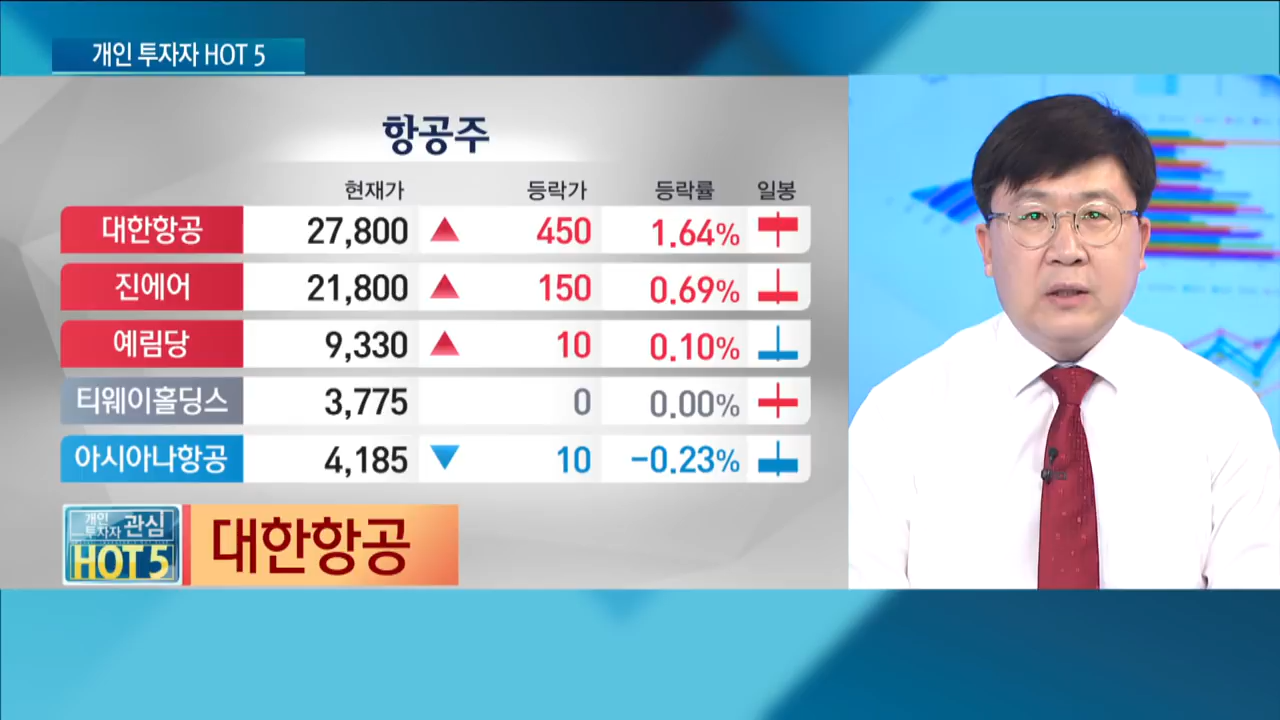 개인 투자자 HOT 5
항공주
현재가 등락가 등락률 일봉
대한항공 27,800 ▲ 450 1.64%
진에어 21,800 ▲ 150 0.69%
예림당 9,330 ▲ 10 0.10%
티웨이홀딩스 3,775 0 0.00%
아시아나항공 4,185 ▼ 10 -0.23%
개인 투자자 관심
HOT 5
대한항공